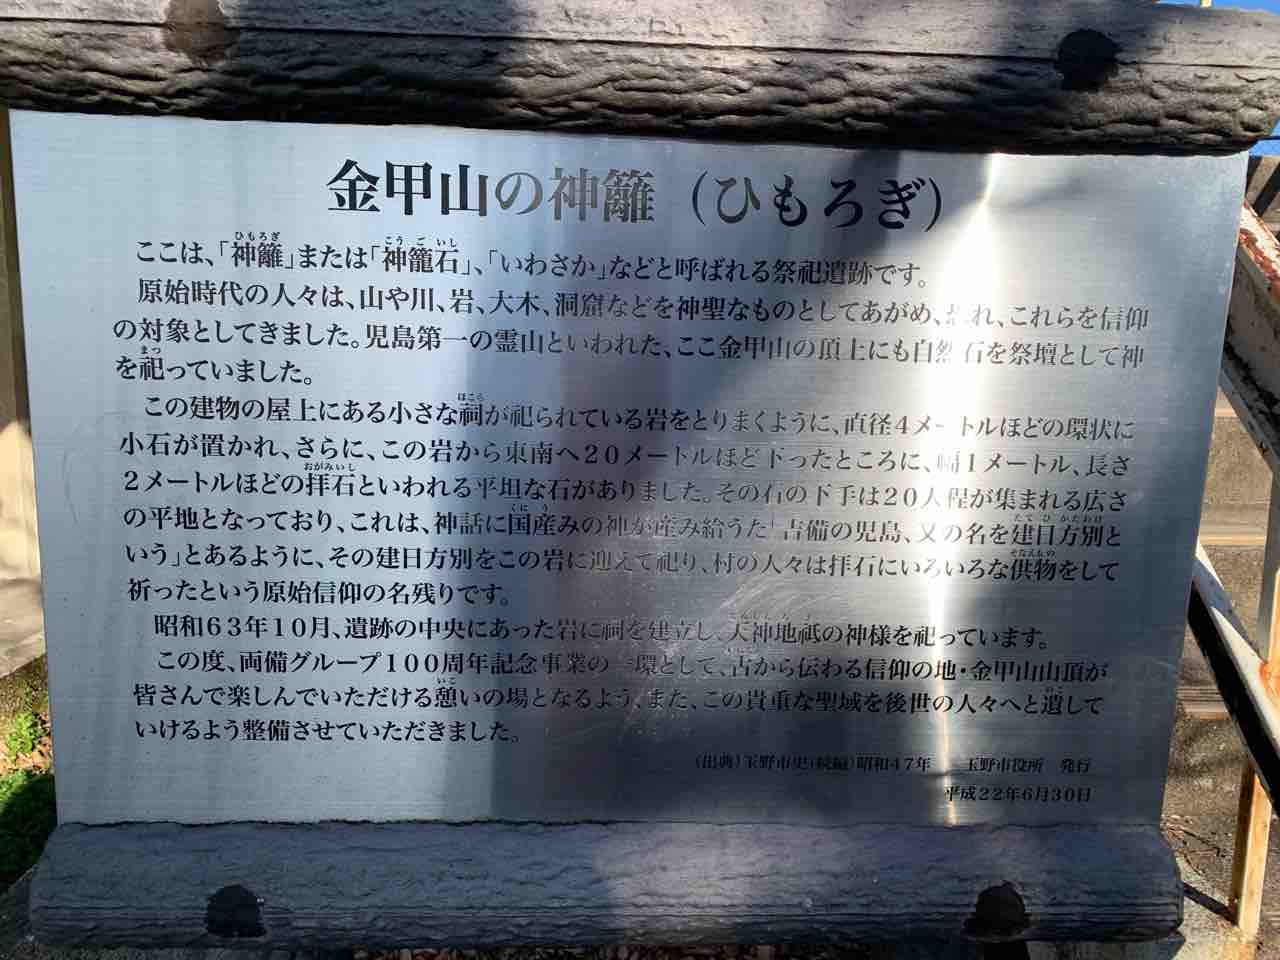 金甲山の神籬（ひもろぎ）
ここは、「神籬」または「神籠石」、「いわさか」などと呼ばれる祭祀遺跡です。
原始時代の人々は、山や川、岩、大木、洞窟などを神聖なものとしてあがめ、れ、これらを信仰
の対象としてきました。児島第一の霊山といわれた、ここ金甲山の頂上にも自然石を祭壇として神
を祀っていました。
この建物の屋上にある小さな祠が祀られている岩をとりまくように、直径４メートルほどの環状に
小石が置かれ、さらに、この岩から東南へ２０メートルほど下ったところに、幅１メートル、長さ
２メートルほどの拝石といわれる平坦な石がありました。その石の下手は２０人程が集まれる広さ
の平地となっており、これは、神話に国産みの神が産み給うた「吉備の児島、又の名を建日方別と
いう」とあるように、その建日方別をこの岩に迎えて祀り、村の人々は拝石にいろいろな供物をして
祈ったという原始信仰の名残りです。
昭和６３年１０月、遺跡の中央にあった岩に祠を建立し、天神地祇の神様を祀っています。
この度、両備グループ１００周年記念事業の一環として、古から伝わる信仰の地・金甲山山頂が
皆さんで楽しんでいただける憩いの場となるよう、また、この貴重な聖域を後世の人々へと遺して
いけるよう整備させていただきました。
（出典）玉野市史（続編）昭和４７年　玉野市役所　発行
平成２２年６月３０日